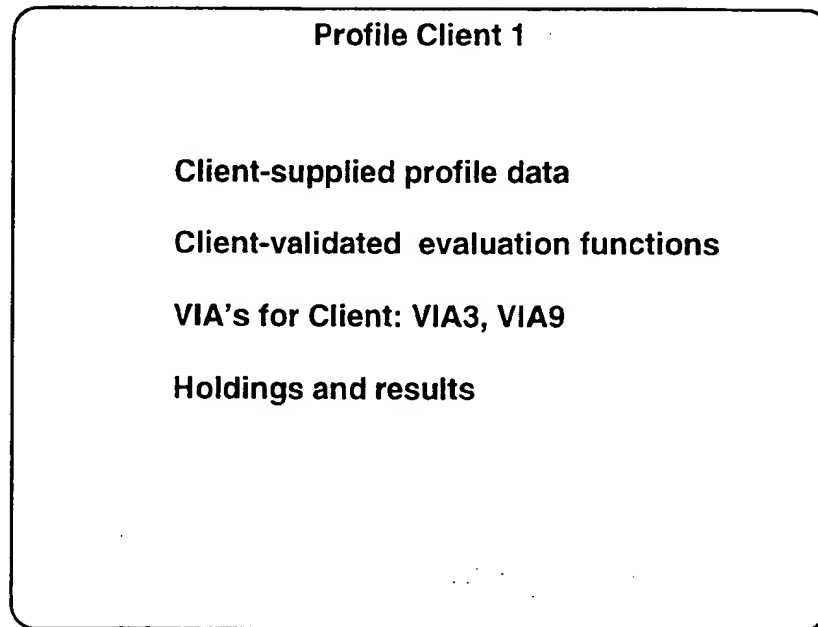 Profile Client 1
Client-supplied profile data
Client-validated evaluation functions
VIA's for Client: VIA3, VIA9
Holdings and results